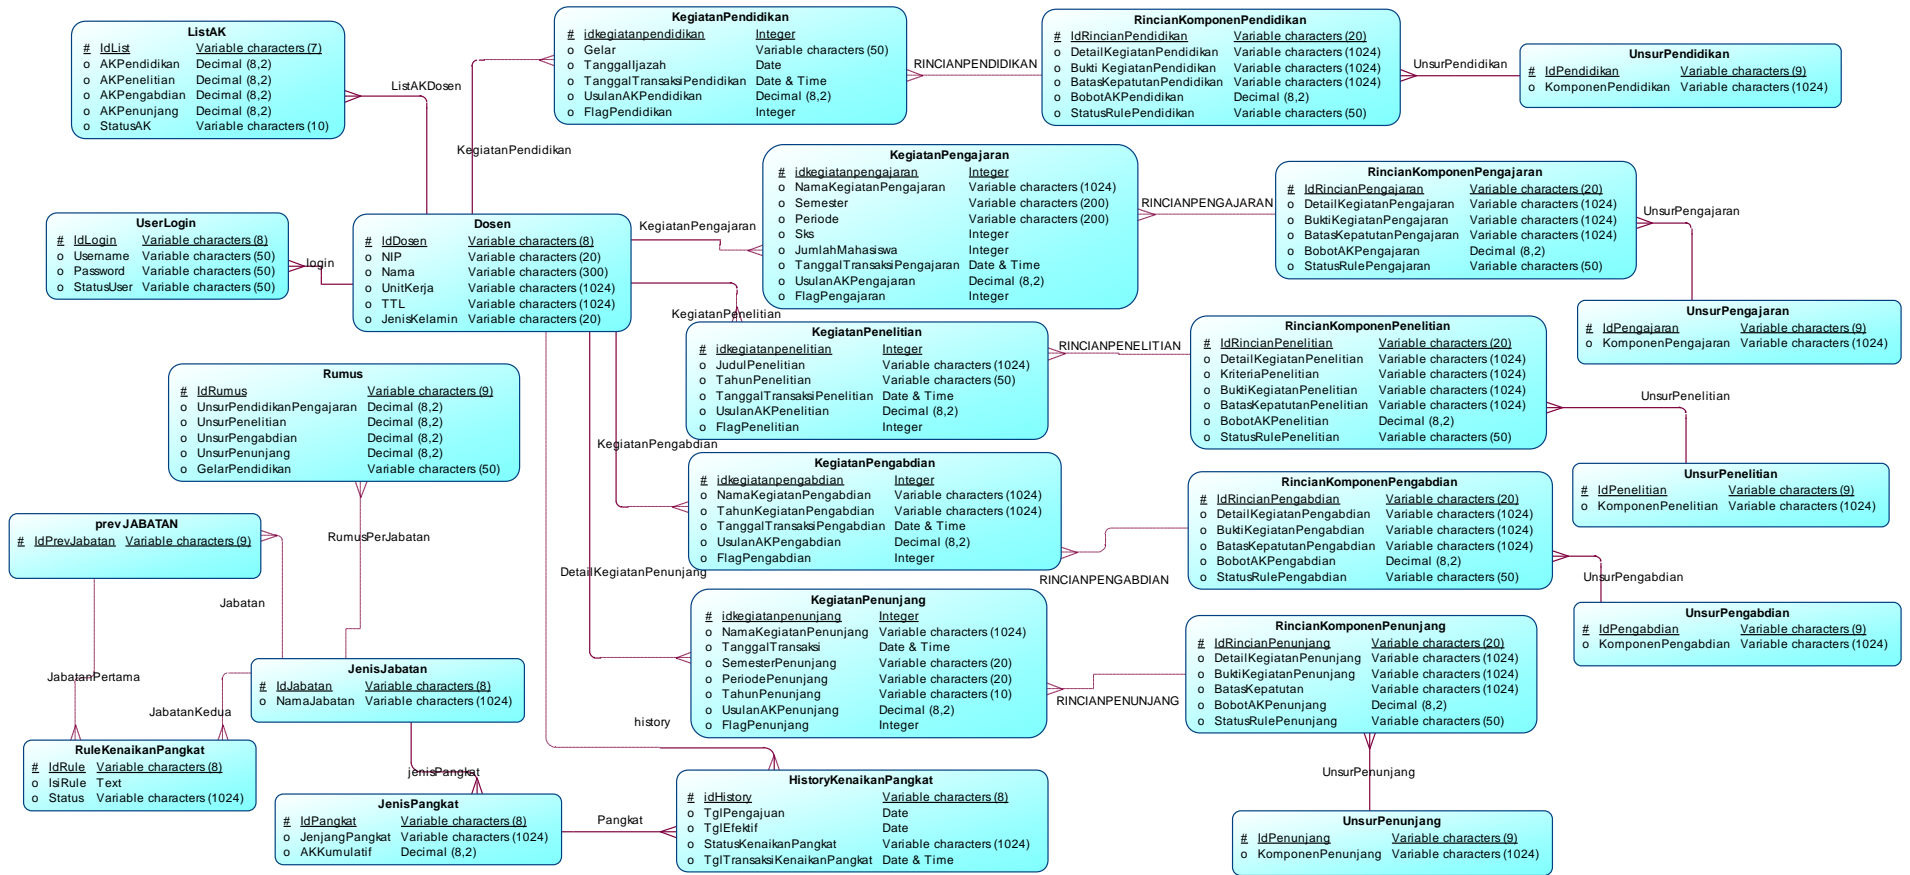 ListAK
# IdList Variable characters (7)
o AKPendidikan Decimal (8,2)
o AKPenelitian Decimal (8,2)
o AKPengabdian Decimal (8,2)
o AKPenunjang Decimal (8,2)
o StatusAK Variable characters (10)
ListAKDosen
KegiatanPendidikan
# idkegiatanpendidikan Integer
o Gelar Variable characters (50)
o TanggalIjazah Date
o TanggalTransaksiPendidikan Date & Time
o UsulanAKPendidikan Decimal (8,2)
o FlagPendidikan Integer
KegiatanPendidikan
RINCIANPENDIDIKAN
RincianKomponenPendidikan
# IdRincianPendidikan Variable characters (20)
o DetailKegiatanPendidikan Variable characters (1024)
o Bukti KegiatanPendidikan Variable characters (1024)
o BatasKepatutanPendidikan Variable characters (1024)
o BobotAKPendidikan Decimal (8,2)
o StatusRulePendidikan Variable characters (50)
UnsurPendidikan
UnsurPendidikan
# IdPendidikan Variable characters (9)
o KomponenPendidikan Variable characters (1024)
UserLogin
# IdLogin Variable characters (8)
o Username Variable characters (50)
o Password Variable characters (50)
o StatusUser Variable characters (50)
login
Dosen
# IdDosen Variable characters (8)
o NIP Variable characters (20)
o Nama Variable characters (300)
o UnitKerja Variable characters (1024)
o TTL Variable characters (1024)
o JenisKelamin Variable characters (20)
KegiatanPengajaran
KegiatanPengajaran
# idkegiatanpengajaran Integer
o NamaKegiatanPengajaran Variable characters (1024)
o Semester Variable characters (200)
o Periode Variable characters (200)
o Sks Integer
o JumlahMahasiswa Integer
o TanggalTransaksiPengajaran Date & Time
o UsulanAKPengajaran Decimal (8,2)
o FlagPengajaran Integer
RINCIANPENGAJARAN
RincianKomponenPengajaran
# IdRincianPengajaran Variable characters (20)
o DetailKegiatanPengajaran Variable characters (1024)
o BuktiKegiatanPengajaran Variable characters (1024)
o BatasKepatutanPengajaran Variable characters (1024)
o BobotAKPengajaran Decimal (8,2)
o StatusRulePengajaran Variable characters (50)
UnsurPengajaran
UnsurPengajaran
# IdPengajaran Variable characters (9)
o KomponenPengajaran Variable characters (1024)
KegiatanPenelitian
KegiatanPenelitian
# idkegiatanpenelitian Integer
o JudulPenelitian Variable characters (1024)
o TahunPenelitian Variable characters (50)
o TanggalTransaksiPenelitian Date & Time
o UsulanAKPenelitian Decimal (8,2)
o FlagPenelitian Integer
RINCIANPENELITIAN
RincianKomponenPenelitian
# IdRincianPenelitian Variable characters (20)
o DetailKegiatanPenelitian Variable characters (1024)
o KriteriaPenelitian Variable characters (1024)
o BuktiKegiatanPenelitian Variable characters (1024)
o BatasKepatutanPenelitian Variable characters (1024)
o BobotAKPenelitian Decimal (8,2)
o StatusRulePenelitian Variable characters (50)
UnsurPenelitian
UnsurPenelitian
# IdPenelitian Variable characters (9)
o KomponenPenelitian Variable characters (1024)
Rumus
# IdRumus Variable characters (9)
o UnsurPendidikanPengajaran Decimal (8,2)
o UnsurPenelitian Decimal (8,2)
o UnsurPengabdian Decimal (8,2)
o UnsurPenunjang Decimal (8,2)
o GelarPendidikan Variable characters (50)
RumusPerJabatan
KegiatanPengabdian
KegiatanPengabdian
# idkegiatanpengabdian Integer
o NamaKegiatanPengabdian Variable characters (1024)
o TahunKegiatanPengabdian Variable characters (1024)
o TanggalTransaksiPengabdian Date & Time
o UsulanAKPengabdian Decimal (8,2)
o FlagPengabdian Integer
RINCIANPENGABDIAN
RincianKomponenPengabdian
# IdRincianPengabdian Variable characters (20)
o DetailKegiatanPengabdian Variable characters (1024)
o BuktiKegiatanPengabdian Variable characters (1024)
o BatasKepatutanPengabdian Variable characters (1024)
o BobotAKPengabdian Decimal (8,2)
o StatusRulePengabdian Variable characters (50)
UnsurPengabdian
UnsurPengabdian
# IdPengabdian Variable characters (9)
o KomponenPengabdian Variable characters (1024)
prevJABATAN
# IdPrevJabatan Variable characters (9)
Jabatan
JabatanPertama
JabatanKedua
DetailKegiatanPenunjang
KegiatanPenunjang
# idkegiatanpenunjang Integer
o NamaKegiatanPenunjang Variable characters (1024)
o TanggalTransaksi Date & Time
o SemesterPenunjang Variable characters (20)
o PeriodePenunjang Variable characters (20)
o TahunPenunjang Variable characters (10)
o UsulanAKPenunjang Decimal (8,2)
o FlagPenunjang Integer
RINCIANPENUNJANG
RincianKomponenPenunjang
# IdRincianPenunjang Variable characters (20)
o DetailKegiatanPenunjang Variable characters (1024)
o BuktiKegiatanPenunjang Variable characters (1024)
o BatasKepatutan Variable characters (1024)
o BobotAKPenunjang Decimal (8,2)
o StatusRulePenunjang Variable characters (50)
UnsurPenunjang
UnsurPenunjang
# IdPenunjang Variable characters (9)
o KomponenPenunjang Variable characters (1024)
JenisJabatan
# IdJabatan Variable characters (8)
o NamaJabatan Variable characters (1024)
jenisPangkat
history
RuleKenaikanPangkat
# IdRule Variable characters (8)
o IsiRule Text
o Status Variable characters (1024)
JenisPangkat
# IdPangkat Variable characters (8)
o JenjangPangkat Variable characters (1024)
o AKKumulatif Decimal (8,2)
Pangkat
HistoryKenaikanPangkat
# idHistory Variable characters (8)
o TglPengajuan Date
o TglEfektif Date
o StatusKenaikanPangkat Variable characters (1024)
o TglTransaksiKenaikanPangkat Date & Time